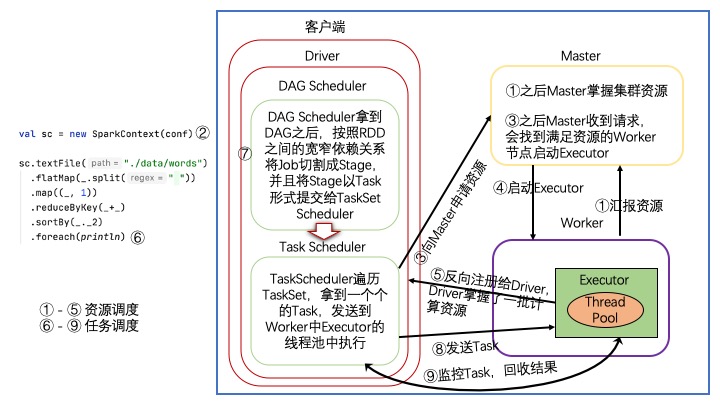 val sc = new SparkContext(conf) ②
sc.textFile( path = "./data/words")
.flatMap(_.split( regex = " "))
.map((_, 1))
.reduceByKey(_+_)
.sortBy(_._2)
.foreach(println) ⑥
① - ⑤ 资源调度
⑥ - ⑨ 任务调度
客户端
Driver
DAG Scheduler
⑦
DAG Scheduler拿到
DAG之后，按照RDD
之间的宽窄依赖关系
将Job切割成Stage，
并且将Stage以Task
形式提交给TaskSet
Scheduler
Task Scheduler
TaskScheduler遍历
TaskSet，拿到一个个
的Task，发送到
Worker中Executor的
线程池中执行
③向Master申请资源
Master
①之后Master掌握集群资源
③之后Master收到请求，
会找到满足资源的Worker
节点启动Executor
④启动Executor
①汇报资源
Worker
⑤反向注册给Driver,
Driver掌握了一批计
算资源
Executor
Thread
Pool
⑧发送Task
⑨监控Task，回收结果